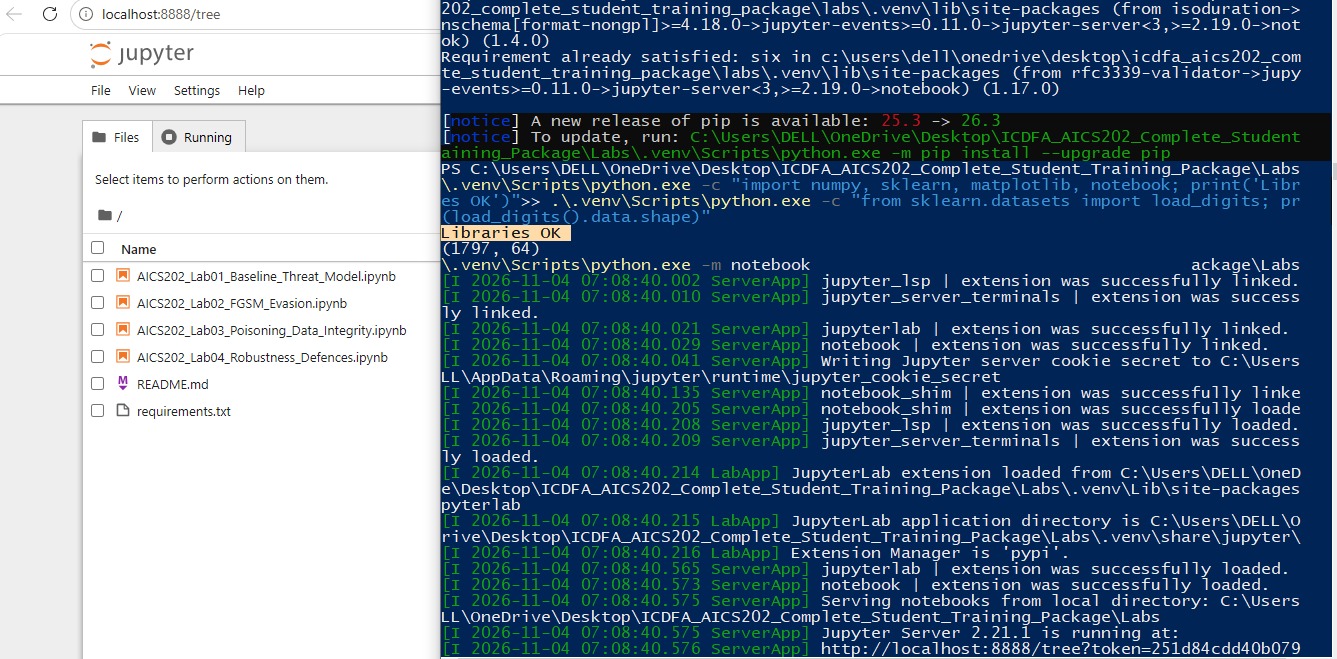 localhost:8888/tree
jupyter
File View Settings Help
Files Running
Select items to perform actions on them.
/
Name
AICS202_Lab01_Baseline_Threat_Model.ipynb
AICS202_Lab02_FGSM_Evasion.ipynb
AICS202_Lab03_Poisoning_Data_Integrity.ipynb
AICS202_Lab04_Robustness_Defences.ipynb
README.md
requirements.txt
202_complete_student_training_package\labs\.venv\lib\site-packages (from isoduration->
nschema[format-nongpl]>=4.18.0->jupyter-events>=0.11.0->jupyter-server<3,>=2.19.0->not
ok) (1.4.0)
Requirement already satisfied: six in c:\users\dell\onedrive\desktop\icdfa_aics202_com
te_student_training_package\labs\.venv\lib\site-packages (from rfc3339-validator->jupy
-events>=0.11.0->jupyter-server<3,>=2.19.0->notebook) (1.17.0)
[notice] A new release of pip is available: 25.3 -> 26.3
[notice] To update, run: C:\Users\DELL\OneDrive\Desktop\ICDFA_AICS202_Complete_Student
aining_Package\Labs\.venv\Scripts\python.exe -m pip install --upgrade pip
PS C:\Users\DELL\OneDrive\Desktop\ICDFA_AICS202_Complete_Student_Training_Package\Labs
\.venv\Scripts\python.exe -c "import numpy, sklearn, matplotlib, notebook; print('Libr
es OK')">> .\.venv\Scripts\python.exe -c "from sklearn.datasets import load_digits; pr
(load_digits().data.shape)"
Libraries OK
(1797, 64)
\.venv\Scripts\python.exe -m notebook ackage\Labs
[I 2026-11-04 07:08:40.002 ServerApp] jupyter_lsp | extension was successfully linked.
[I 2026-11-04 07:08:40.010 ServerApp] jupyter_server_terminals | extension was success
ly linked.
[I 2026-11-04 07:08:40.021 ServerApp] jupyterlab | extension was successfully linked.
[I 2026-11-04 07:08:40.029 ServerApp] notebook | extension was successfully linked.
[I 2026-11-04 07:08:40.041 ServerApp] Writing Jupyter server cookie secret to C:\Users
LL\AppData\Roaming\jupyter\runtime\jupyter_cookie_secret
[I 2026-11-04 07:08:40.135 ServerApp] notebook_shim | extension was successfully linke
[I 2026-11-04 07:08:40.205 ServerApp] notebook_shim | extension was successfully loade
[I 2026-11-04 07:08:40.208 ServerApp] jupyter_lsp | extension was successfully loaded.
[I 2026-11-04 07:08:40.209 ServerApp] jupyter_server_terminals | extension was success
ly loaded.
[I 2026-11-04 07:08:40.214 LabApp] JupyterLab extension loaded from C:\Users\DELL\OneD
e\Desktop\ICDFA_AICS202_Complete_Student_Training_Package\Labs\.venv\Lib\site-packages
pyterlab
[I 2026-11-04 07:08:40.215 LabApp] JupyterLab application directory is C:\Users\DELL\O
rive\Desktop\ICDFA_AICS202_Complete_Student_Training_Package\Labs\.venv\share\jupyter\
[I 2026-11-04 07:08:40.216 LabApp] Extension Manager is 'pypi'.
[I 2026-11-04 07:08:40.565 ServerApp] jupyterlab | extension was successfully loaded.
[I 2026-11-04 07:08:40.573 ServerApp] notebook | extension was successfully loaded.
[I 2026-11-04 07:08:40.575 ServerApp] Serving notebooks from local directory: C:\Users
LL\OneDrive\Desktop\ICDFA_AICS202_Complete_Student_Training_Package\Labs
[I 2026-11-04 07:08:40.575 ServerApp] Jupyter Server 2.21.1 is running at:
[I 2026-11-04 07:08:40.576 ServerApp] http://localhost:8888/tree?token=251d84cdd40b079